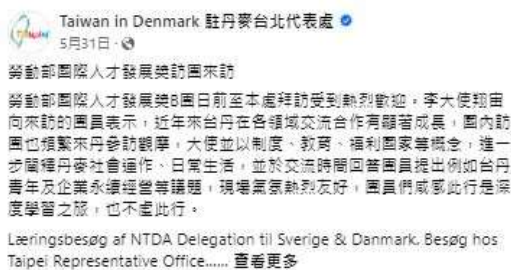 Taiwan in Denmark 駐丹麥台北代表處
5月31日 ·
勞動部國際人才發展獎訪團來訪
勞動部國際人才發展獎8團日前至本處拜訪受到熱烈歡迎。李大使翔宙
向來訪的團員表示，近年來台丹在各領域交流合作有顯著成長，國內訪
團也頻繁來丹參訪觀摩，大使並以制度、教育、福利國家等概念，進一
步闡釋丹麥社會運作、日常生活，並於交流時間回答團員提出例如台丹
青年及企業永續經營等議題，現場氣氛熱烈友好，團員們咸感此行是深
度學習之旅，也不虛此行。
Læringsbesøg af NTDA Delegation til Sverige & Danmark. Besøg hos
Taipei Representative Office...... 查看更多